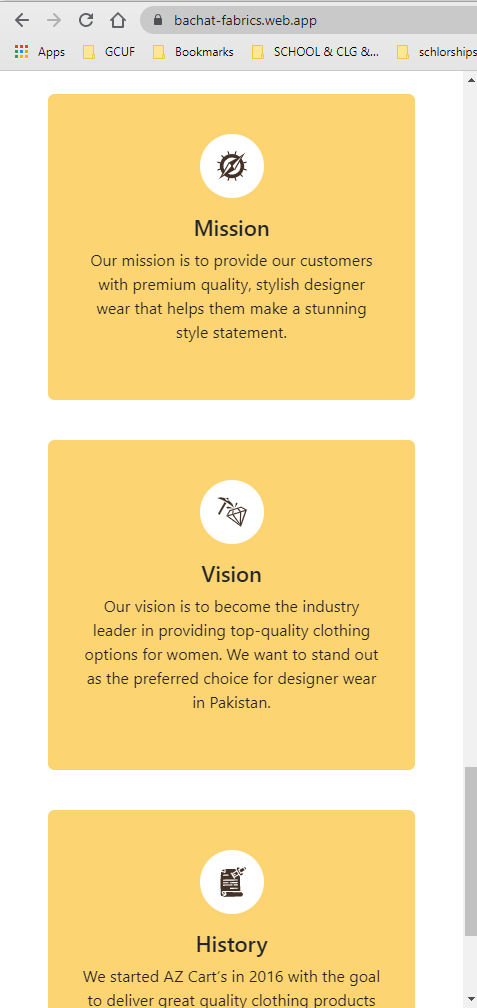 bachat-fabrics.web.app
Apps GCUF Bookmarks SCHOOL & CLG &... schlorships
Mission
Our mission is to provide our customers
with premium quality, stylish designer
wear that helps them make a stunning
style statement.
Vision
Our vision is to become the industry
leader in providing top-quality clothing
options for women. We want to stand out
as the preferred choice for designer wear
in Pakistan.
History
We started AZ Cart's in 2016 with the goal
to deliver great quality clothing products